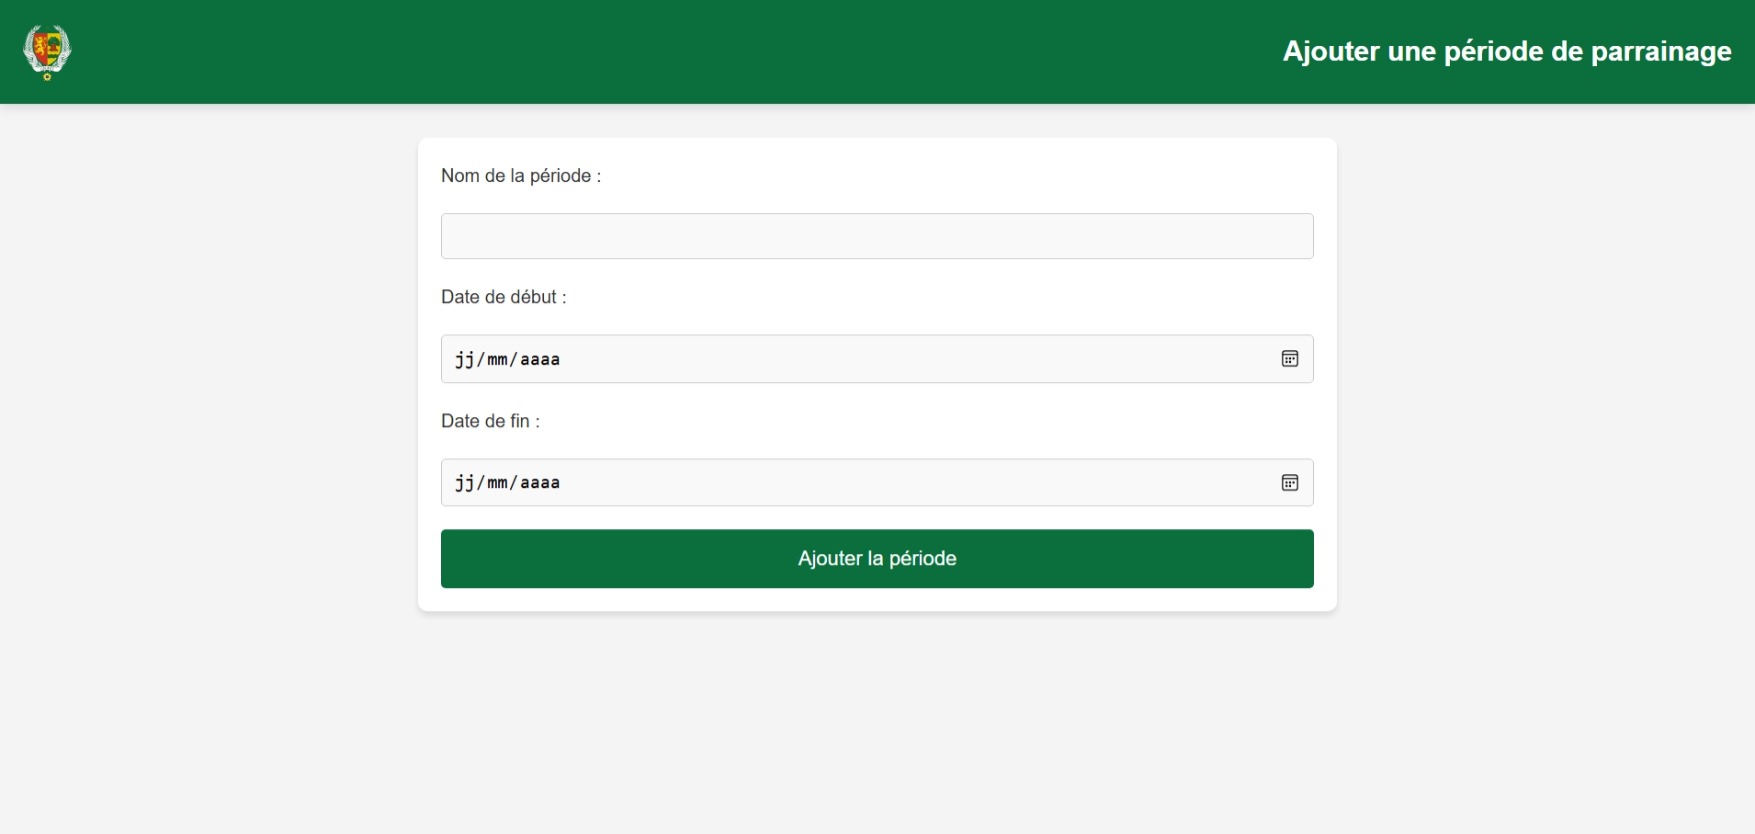 Ajouter une période de parrainage
Nom de la période :
Date de début :
jj/mm/aaaa
Date de fin :
jj/mm/aaaa
Ajouter la période